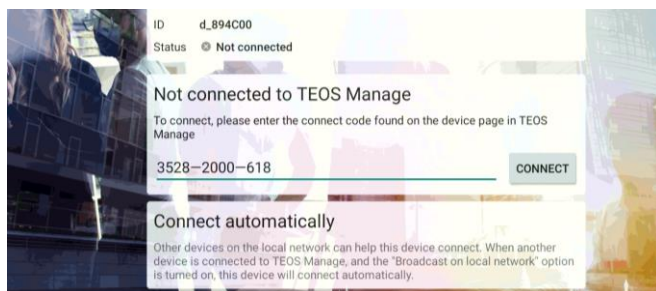 ID d_894C00
Status Not connected
Not connected to TEOS Manage
To connect, please enter the connect code found on the device page in TEOS
Manage
3528–2000–618
CONNECT
Connect automatically
Other devices on the local network can help this device connect. When another
device is connected to TEOS Manage, and the "Broadcast on local network" option
is turned on, this device will connect automatically.